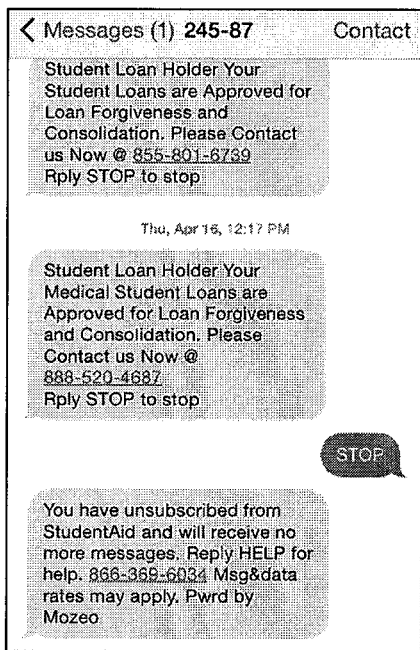 Messages (1) 245-87 Contact
Student Loan Holder Your
Student Loans are Approved for
Loan Forgiveness and
Consolidation. Please Contact
us Now @ 855-801-6739
Rply STOP to stop
Thu, Apr 16, 12:17 PM
Student Loan Holder Your
Medical Student Loans are
Approved for Loan Forgiveness
and Consolidation. Please
Contact us Now @
888-520-4687
Rply STOP to stop
STOP
You have unsubscribed from
StudentAid and will receive no
more messages. Reply HELP for
help. 866-369-6034 Msg&data
rates may apply. Pwrd by
Mozeo